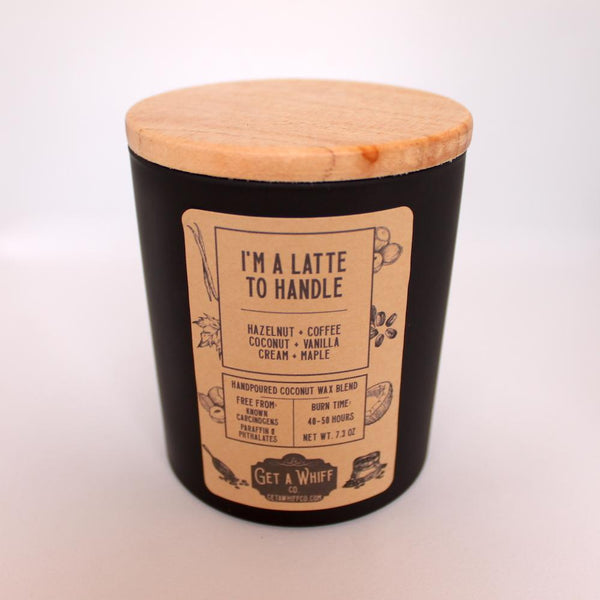 I'M A LATTE
TO HANDLE
HAZELNUT + COFFEE
COCONUT + VANILLA
CREAM + MAPLE
HANDPOURED COCONUT WAX BLEND
FREE FROM:
KNOWN
CARCINOGENS
PARAFFIN &
PHTHALATES
BURN TIME:
40-50 HOURS
NET WT. 7.3 OZ
GET A WHIFF
CO.
GETAWHIFFCO.COM